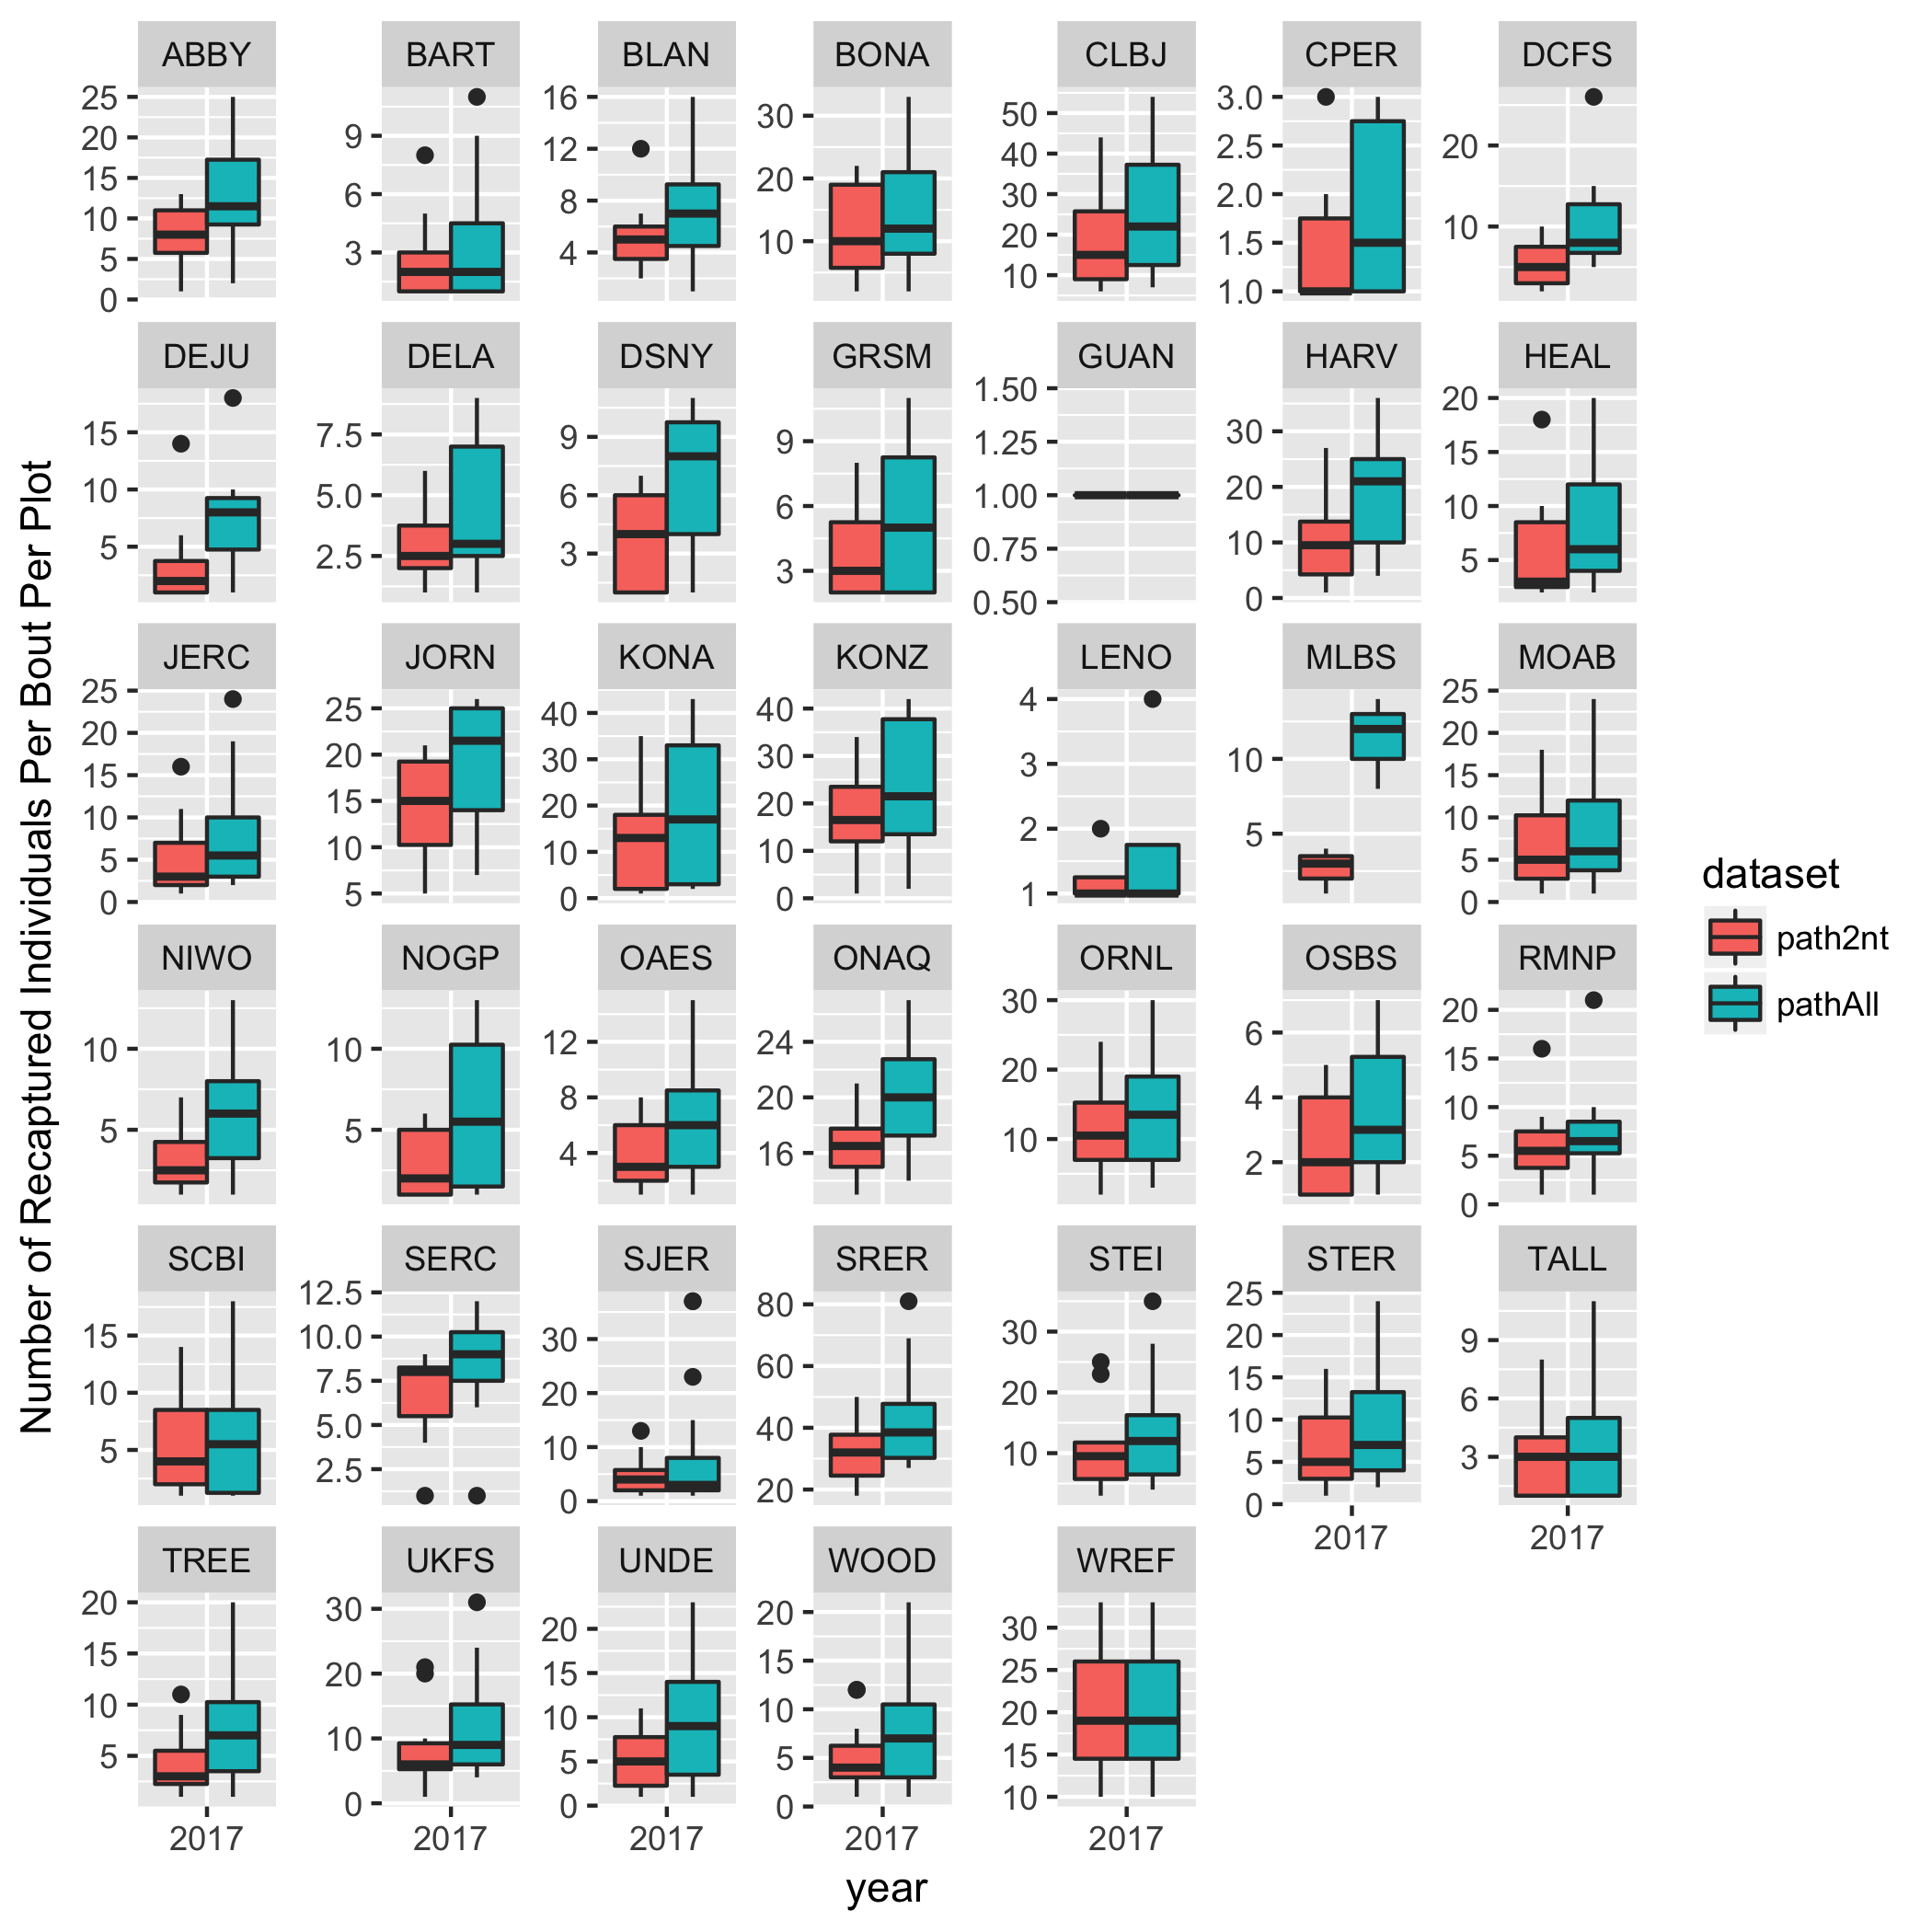 ABBY BART BLAN BONA CLBJ CPER DCFS
25 20 15 10 5 0
9 6 3
16 12 8 4
30 20 10
50 40 30 20 10
3.0 2.5 2.0 1.5 1.0
20 10
DEJU DELA DSNY GRSM GUAN HARV HEAL
15 10 5
7.5 5.0 2.5
9 6 3
9 6 3
1.50 1.25 1.00 0.75 0.50
30 20 10 0
20 15 10 5
JERC JORN KONA KONZ LENO MLBS MOAB
25 20 15 10 5 0
25 20 15 10 5
40 30 20 10 0
40 30 20 10 0
4 3 2 1
10 5
25 20 15 10 5 0
NIWO NOGP OAES ONAQ ORNL OSBS RMNP
10 5
10 5
12 8 4
24 20 16
30 20 10
6 4 2
20 15 10 5 0
SCBI SERC SJER SRER STEI STER TALL
15 10 5
12.5 10.0 7.5 5.0 2.5
30 20 10 0
80 60 40 20
30 20 10
25 20 15 10 5 0
9 6 3
2017 2017
TREE UKFS UNDE WOOD WREF
20 15 10 5
30 20 10 0
20 15 10 5 0
20 15 10 5 0
30 25 20 15 10
2017 2017 2017 2017 2017
year
Number of Recaptured Individuals Per Bout Per Plot
dataset
path2nt
pathAll